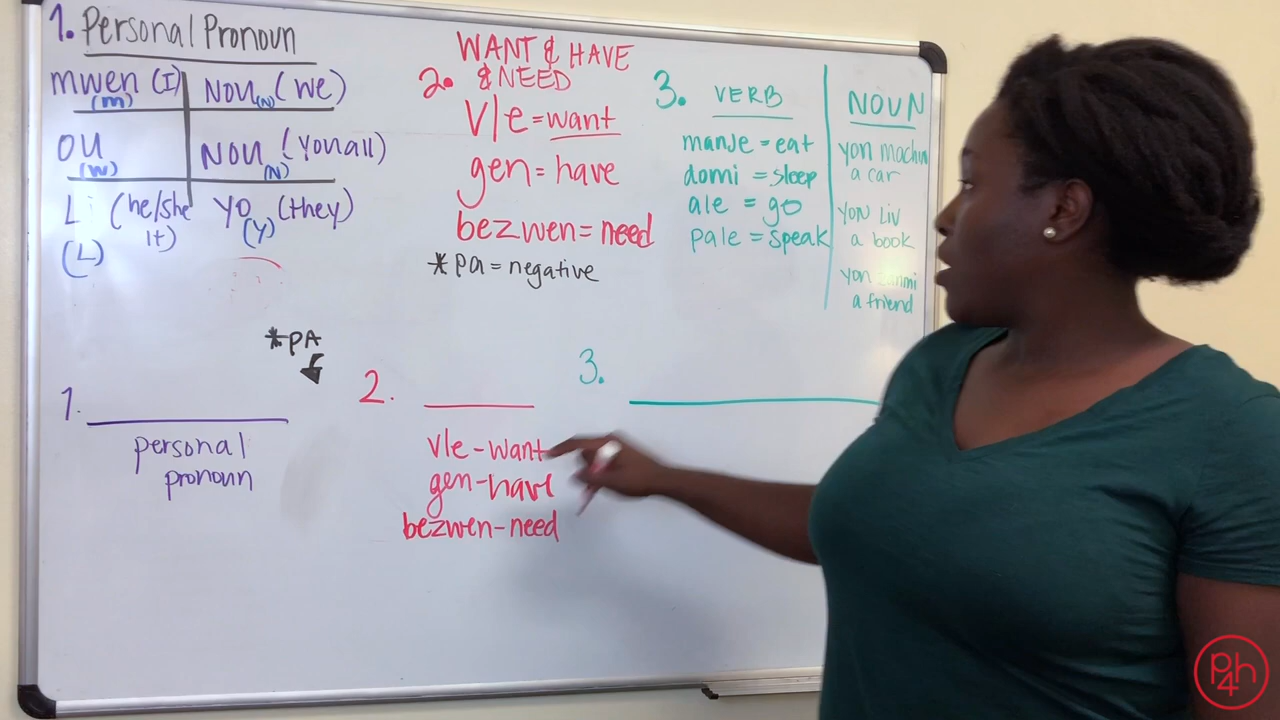 1. Personal Pronoun
mwen (I)
(m)
NOU (We)
(N)
OU
(w)
NOU (you all)
(N)
Li (he/she
It)
(L)
YO (they)
(y)
WANT & HAVE
& NEED
2.
Vle = want
gen = have
bezwen = need
* pa = negative
3. VERB
manje = eat
domi = sleep
ale = go
pale = speak
NOUN
yon machin
a car
YON Liv
a book
yon
a friend
*PA
1.
personal
pronoun
2.
vle - want
gen - have
bezwen - need
3.
P4h